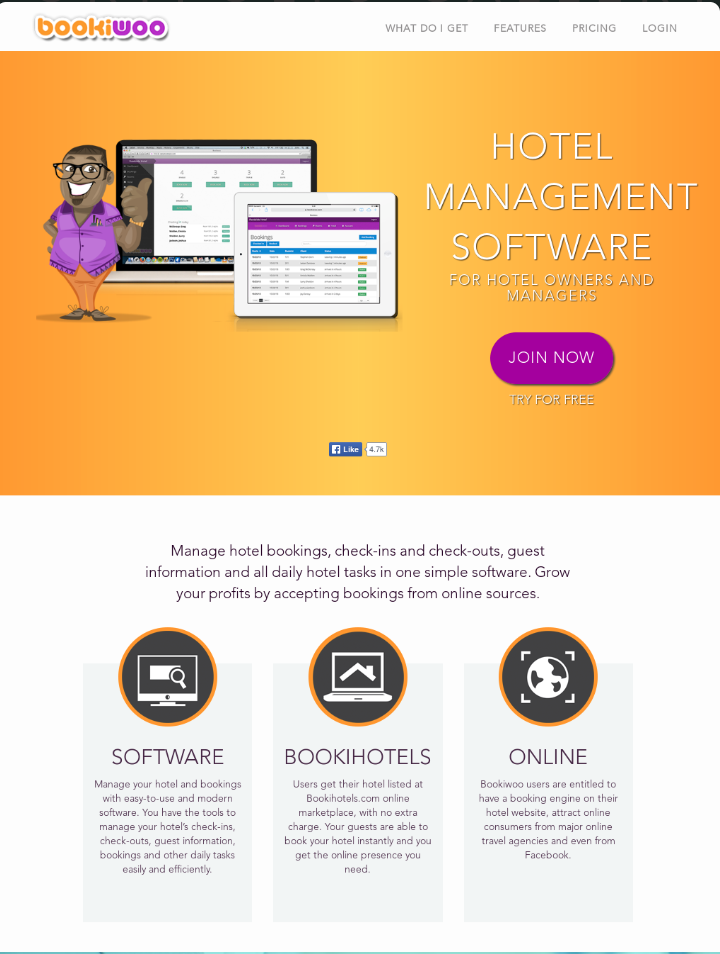 bookiwoo
WHAT DO I GET
FEATURES
PRICING
LOGIN
HOTEL
MANAGEMENT
SOFTWARE
FOR HOTEL OWNERS AND
MANAGERS
Bookings
JOIN NOW
TRY FOR FREE
Like
4.7k
Manage hotel bookings, check-ins and check-outs, guest
information and all daily hotel tasks in one simple software. Grow
your profits by accepting bookings from online sources.
SOFTWARE
Manage your hotel and bookings
with easy-to-use and modern
software. You have the tools to
manage your hotel's check-ins,
check-outs, guest information,
bookings and other daily tasks
easily and efficiently.
BOOKIHOTELS
Users get their hotel listed at
Bookihotels.com online
marketplace, with no extra
charge. Your guests are able to
book your hotel instantly and you
get the online presence you
need.
ONLINE
Bookiwoo users are entitled to
have a booking engine on their
hotel website, attract online
consumers from major online
travel agencies and even from
Facebook.